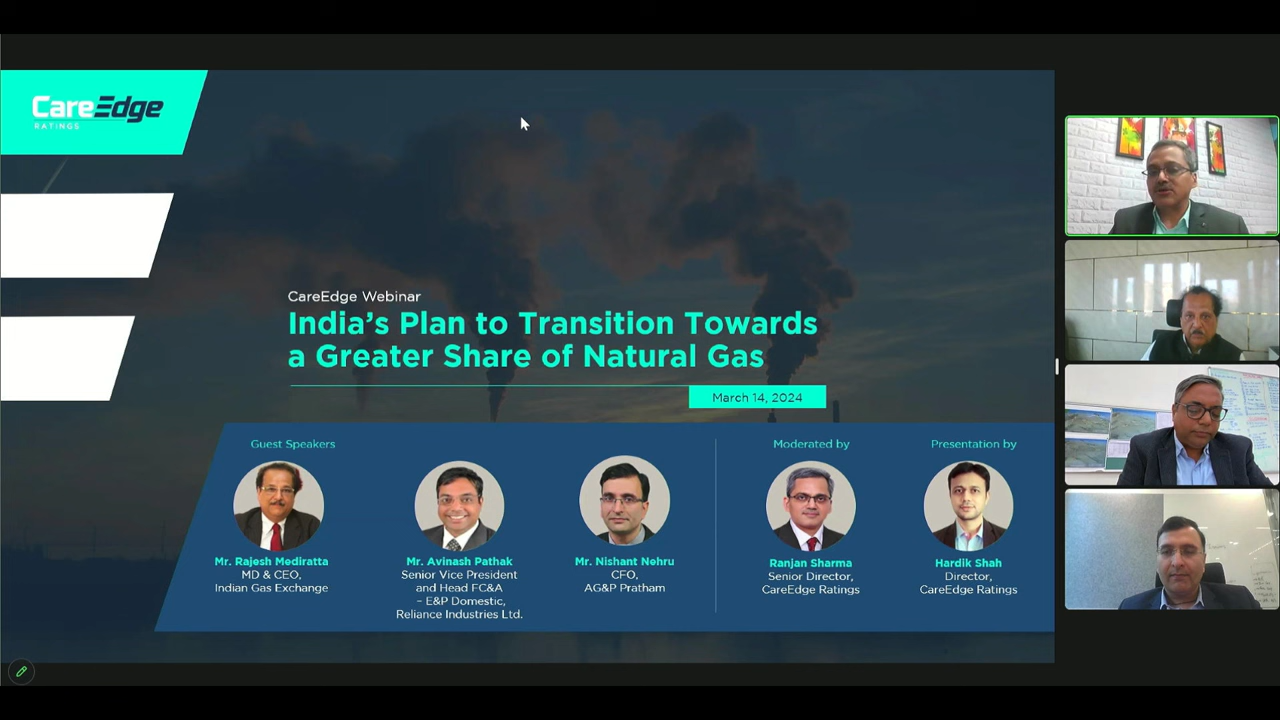 CareEdge
RATINGS
CareEdge Webinar
India's Plan to Transition Towards
a Greater Share of Natural Gas
March 14, 2024
Guest Speakers
Moderated by
Presentation by
Mr. Rajesh Mediratta
MD & CEO,
Indian Gas Exchange
Mr. Avinash Pathak
Senior Vice President
and Head FC&A
– E&P Domestic,
Reliance Industries Ltd.
Mr. Nishant Nehru
CFO,
AG&P Pratham
Ranjan Sharma
Senior Director,
CareEdge Ratings
Hardik Shah
Director,
CareEdge Ratings